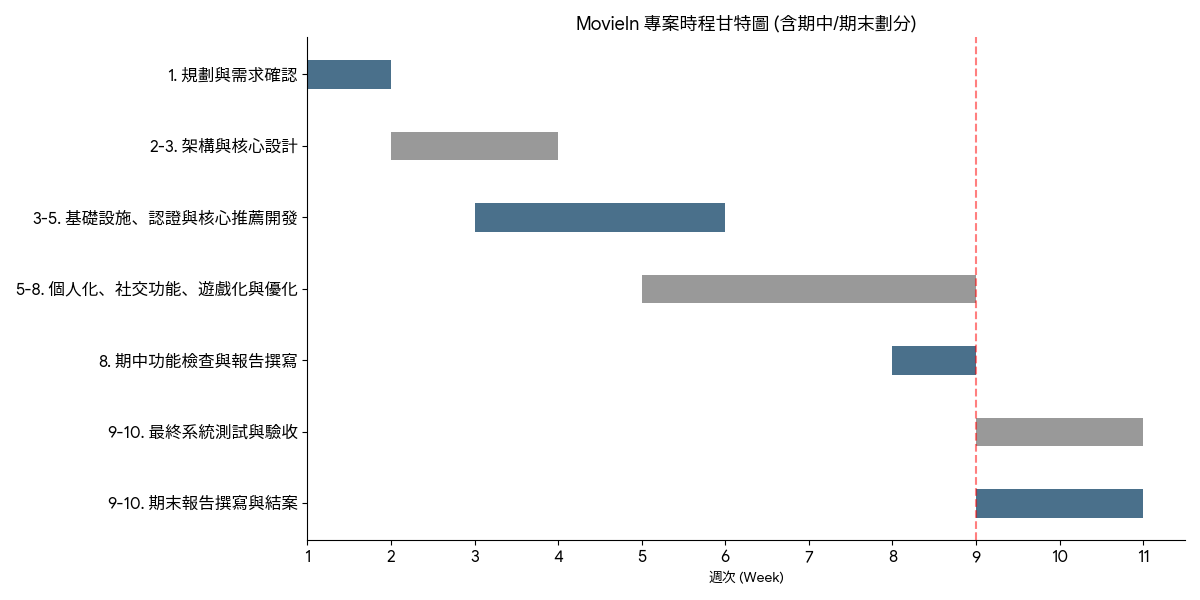 MovieIn 專案時程甘特圖 (含期中/期末劃分)
1. 規劃與需求確認
2-3. 架構與核心設計
3-5. 基礎設施、認證與核心推薦開發
5-8. 個人化、社交功能、遊戲化與優化
8. 期中功能檢查與報告撰寫
9-10. 最終系統測試與驗收
9-10. 期末報告撰寫與結案
1 2 3 4 5 6 7 8 9 10 11
週次 (Week)